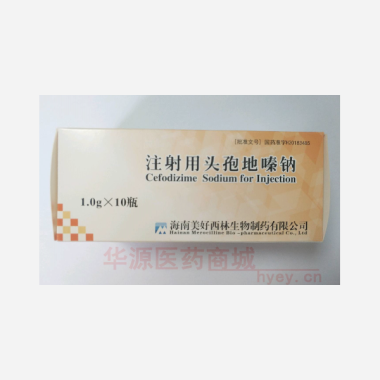 注射用头孢地嗪钠
Cefodizime Sodium for Injection
1.0g×10瓶
海南美好西林生物制药有限公司
华源医药商城
hyey.cn